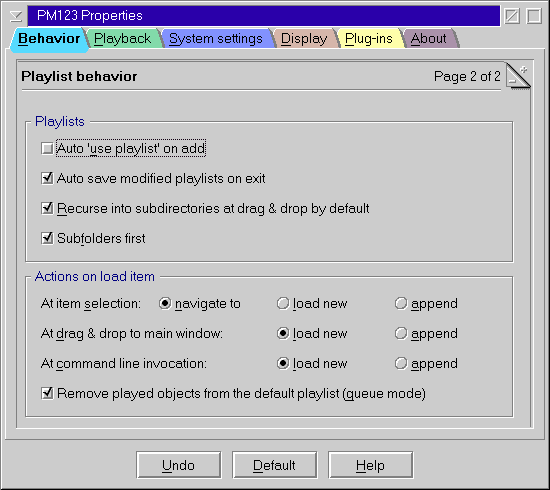 PM123 Properties
Behavior Playback System settings Display Plug-ins About
Playlist behavior Page 2 of 2
Playlists
Auto 'use playlist' on add
Auto save modified playlists on exit
Recurse into subdirectories at drag & drop by default
Subfolders first
Actions on load item
At item selection: navigate to load new append
At drag & drop to main window: load new append
At command line invocation: load new append
Remove played objects from the default playlist (queue mode)
Undo Default Help